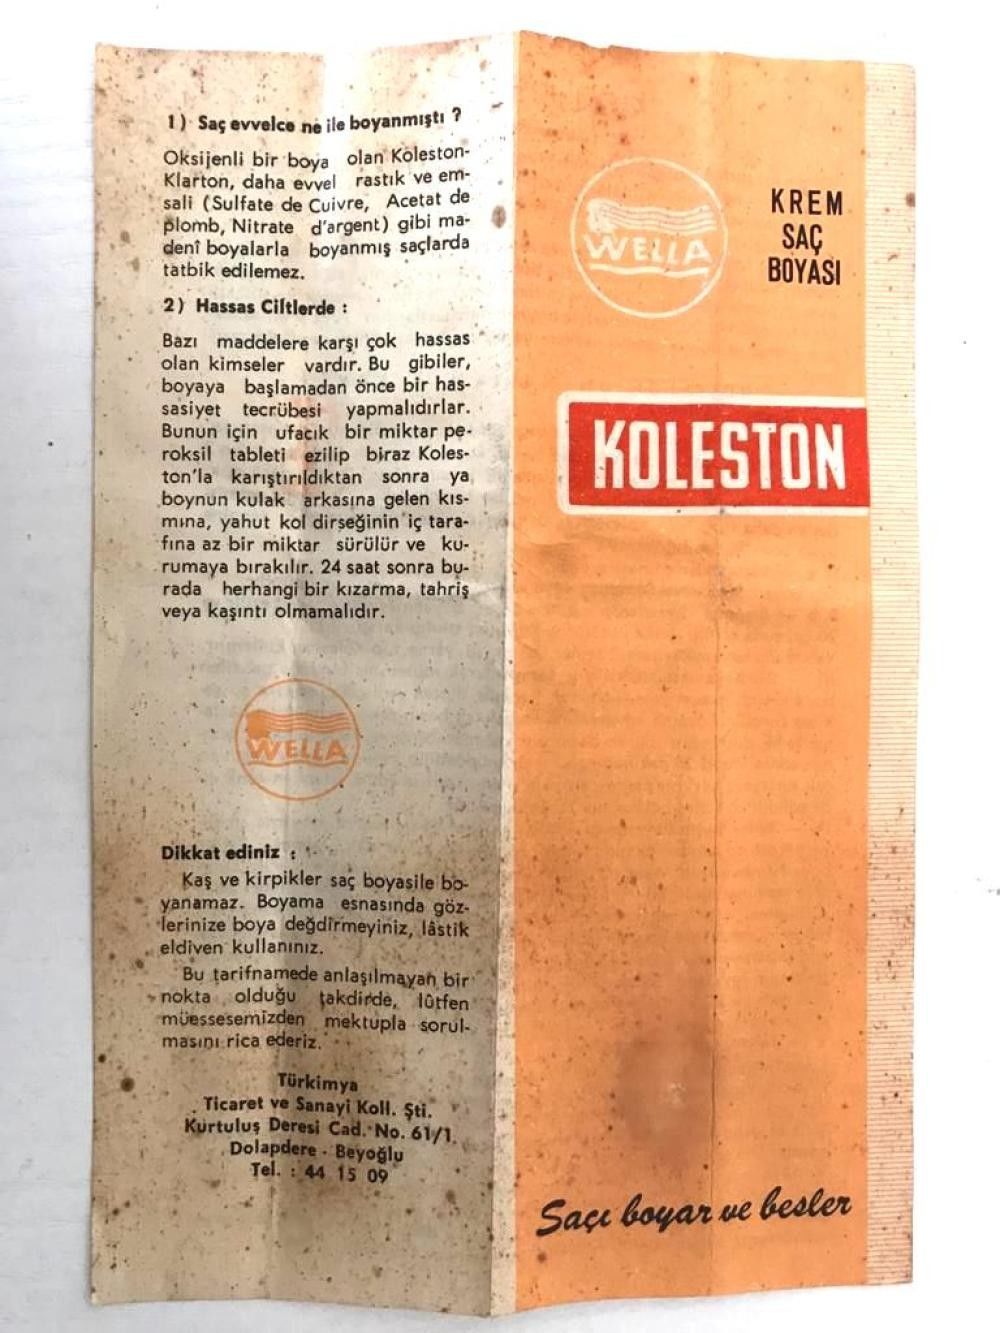 1) Saç evvelce ne ile boyanmıştı ?
Oksijenli bir boya olan Koleston-
Klarton, daha evvel rastık ve em-
sali (Sulfate de Cuivre, Acetat de
plomb, Nitrate d'argent) gibi ma-
denî boyalarla boyanmış saçlarda
tatbik edilemez.
2) Hassas Ciltlerde :
Bazı maddelere karşı çok hassas
olan kimseler vardır. Bu gibiler,
boyaya başlamadan önce bir has-
sasiyet tecrübesi yapmalıdırlar.
Bunun için ufacık bir miktar pe-
roksil tableti ezilip biraz Koles-
ton'la karıştırıldıktan sonra ya
boynun kulak arkasına gelen kıs-
mına, yahut kol dirseğinin iç tara-
fına az bir miktar sürülür ve ku-
rumaya bırakılır. 24 saat sonra bu-
rada herhangi bir kızarma, tahriş
veya kaşıntı olmamalıdır.
WELLA
Dikkat ediniz :
Kaş ve kirpikler saç boyasile bo-
yanamaz. Boyama esnasında göz-
lerinize boya değdirmeyiniz, lâstik
eldiven kullanınız.
Bu tarifnamede anlaşılmayan bir
nokta olduğu takdirde, lûtfen
müessesemizden mektupla sorul-
masını rica ederiz.
Türkimya
Ticaret ve Sanayi Koll. Şti.
Kurtuluş Deresi Cad. No. 61/1
Dolapdere - Beyoğlu
Tel. : 44 15 09
WELLA
KREM
SAÇ
BOYASI
KOLESTON
Saçı boyar ve besler